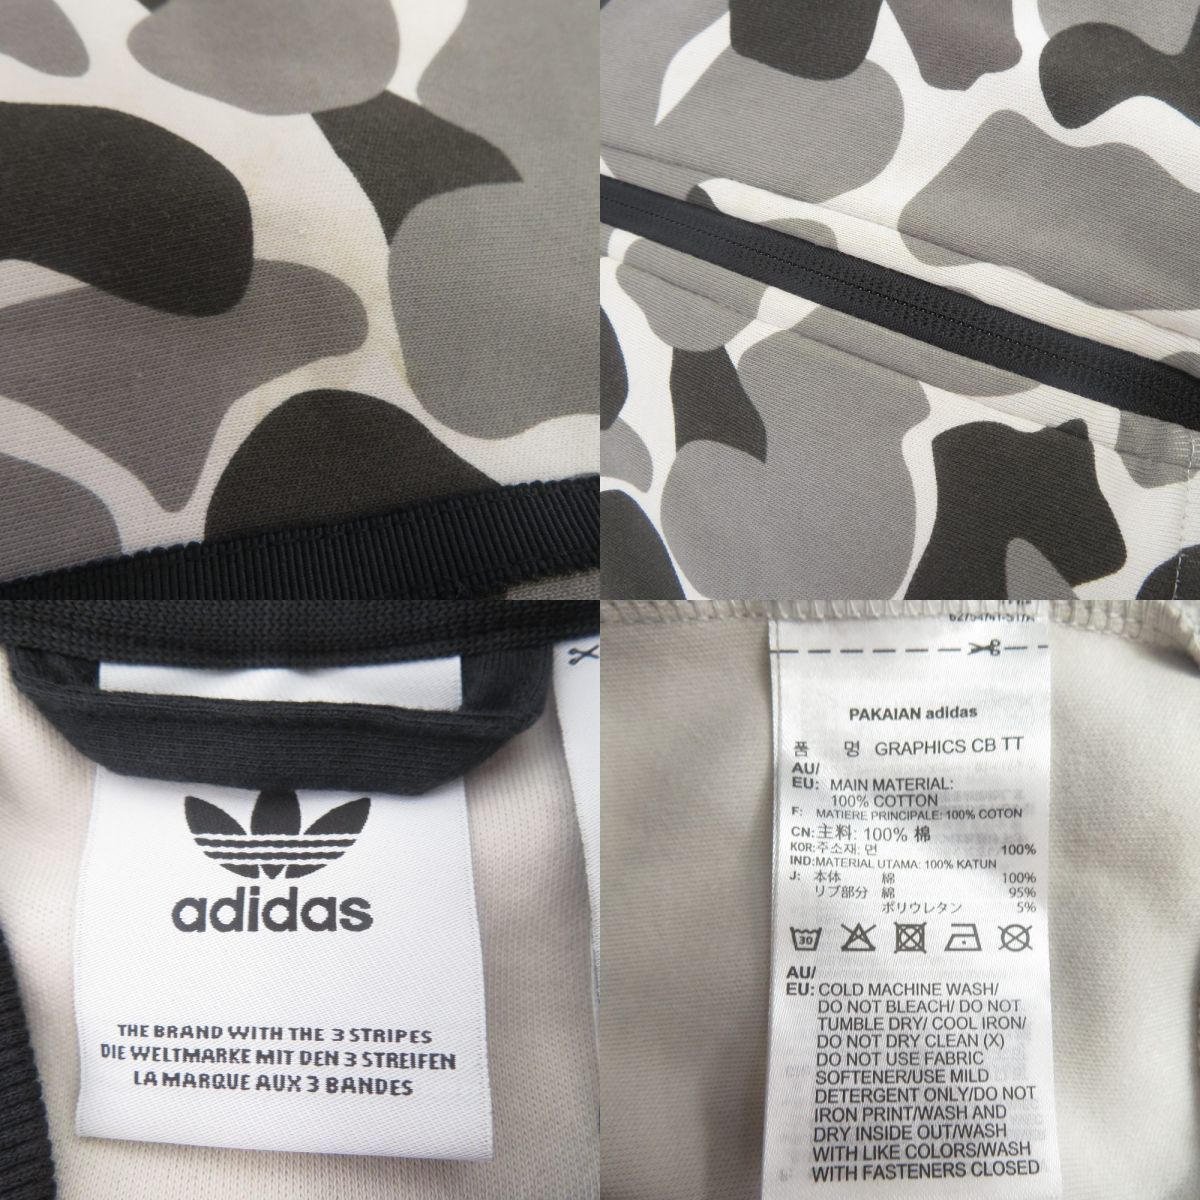 adidas
THE BRAND WITH THE 3 STRIPES
DIE WELTMARKE MIT DEN 3 STREIFEN
LA MARQUE AUX 3 BANDES
PAKAIAN adidas
품 명 GRAPHICS CB TT
AU/
EU: MAIN MATERIAL:
100% COTTON
F: MATIERE PRINCIPALE: 100% COTON
CN: 主料: 100% 棉
KOR: 주소재: 면 100%
IND: MATERIAL UTAMA: 100% KATUN
J: 本体 綿 100%
リブ部分 綿 95%
ポリウレタン 5%
30
AU/
EU: COLD MACHINE WASH/
DO NOT BLEACH/ DO NOT
TUMBLE DRY/ COOL IRON/
DO NOT DRY CLEAN (X)
DO NOT USE FABRIC
SOFTENER/USE MILD
DETERGENT ONLY/DO NOT
IRON PRINT/WASH AND
DRY INSIDE OUT/WASH
WITH LIKE COLORS/WASH
WITH FASTENERS CLOSED